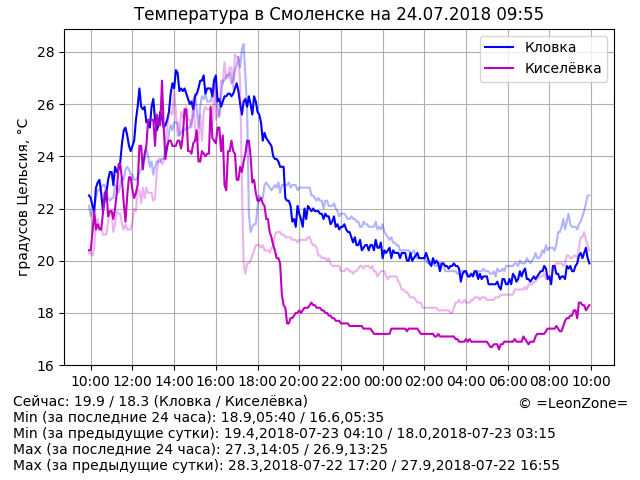 Температура в Смоленске на 24.07.2018 09:55
28
26
24
22
20
18
16
градусов Цельсия, °C
Кловка
Киселёвка
10:00 12:00 14:00 16:00 18:00 20:00 22:00 00:00 02:00 04:00 06:00 08:00 10:00
Сейчас: 19.9 / 18.3 (Кловка / Киселёвка)
© =LeonZone=
Min (за последние 24 часа): 18.9,05:40 / 16.6,05:35
Min (за предыдущие сутки): 19.4,2018-07-23 04:10 / 18.0,2018-07-23 03:15
Max (за последние 24 часа): 27.3,14:05 / 26.9,13:25
Max (за предыдущие сутки): 28.3,2018-07-22 17:20 / 27.9,2018-07-22 16:55